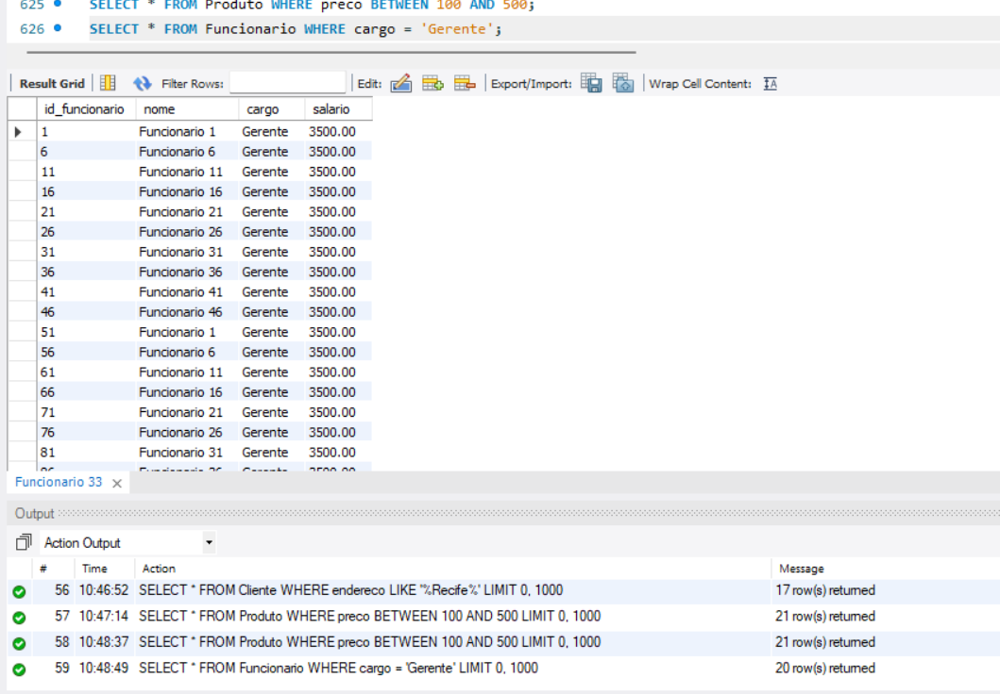 625 SELECT * FROM Produto WHERE preco BETWEEN 100 AND 500;
626 SELECT * FROM Funcionario WHERE cargo = 'Gerente';
Result Grid Filter Rows: Edit: Export/Import: Wrap Cell Content:
id_funcionario nome cargo salario
1 Funcionario 1 Gerente 3500.00
6 Funcionario 6 Gerente 3500.00
11 Funcionario 11 Gerente 3500.00
16 Funcionario 16 Gerente 3500.00
21 Funcionario 21 Gerente 3500.00
26 Funcionario 26 Gerente 3500.00
31 Funcionario 31 Gerente 3500.00
36 Funcionario 36 Gerente 3500.00
41 Funcionario 41 Gerente 3500.00
46 Funcionario 46 Gerente 3500.00
51 Funcionario 1 Gerente 3500.00
56 Funcionario 6 Gerente 3500.00
61 Funcionario 11 Gerente 3500.00
66 Funcionario 16 Gerente 3500.00
71 Funcionario 21 Gerente 3500.00
76 Funcionario 26 Gerente 3500.00
81 Funcionario 31 Gerente 3500.00
Funcionario 33
Output
Action Output
# Time Action Message
56 10:46:52 SELECT * FROM Cliente WHERE endereco LIKE '%Recife%' LIMIT 0, 1000 17 row(s) returned
57 10:47:14 SELECT * FROM Produto WHERE preco BETWEEN 100 AND 500 LIMIT 0, 1000 21 row(s) returned
58 10:48:37 SELECT * FROM Produto WHERE preco BETWEEN 100 AND 500 LIMIT 0, 1000 21 row(s) returned
59 10:48:49 SELECT * FROM Funcionario WHERE cargo = 'Gerente' LIMIT 0, 1000 20 row(s) returned